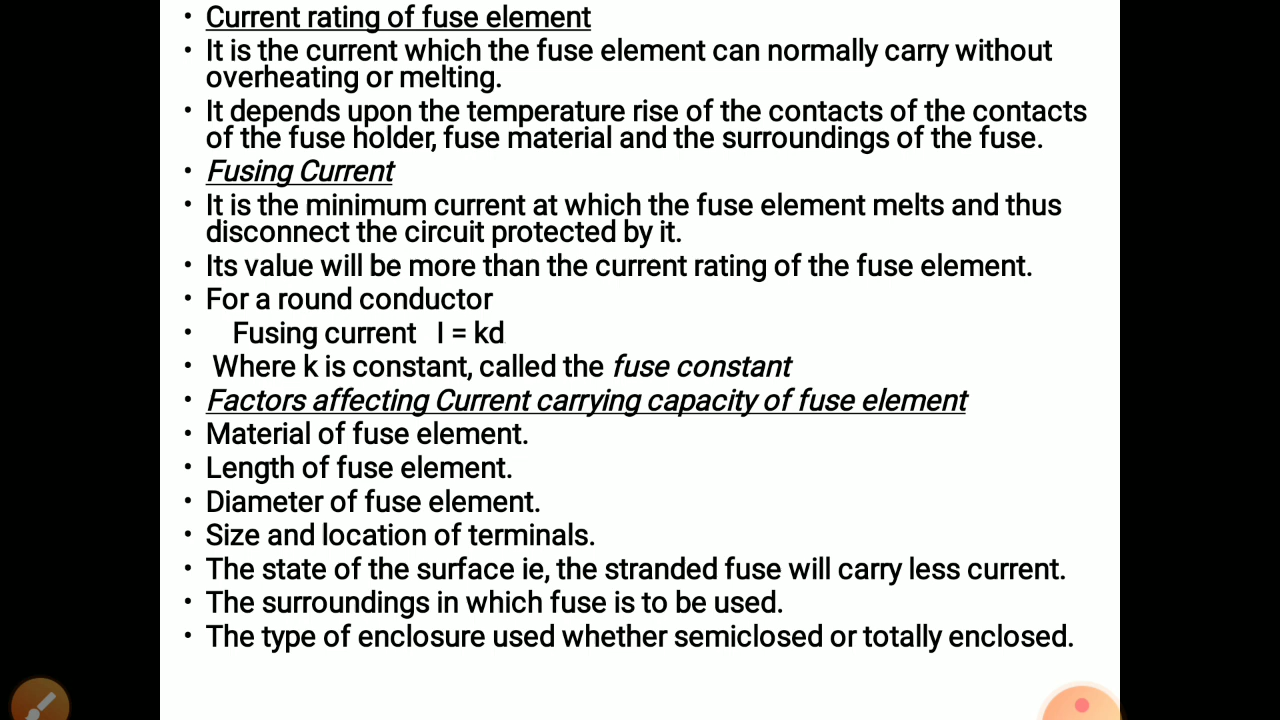 • Current rating of fuse element
• It is the current which the fuse element can normally carry without
overheating or melting.
• It depends upon the temperature rise of the contacts of the contacts
of the fuse holder, fuse material and the surroundings of the fuse.
• Fusing Current
• It is the minimum current at which the fuse element melts and thus
disconnect the circuit protected by it.
• Its value will be more than the current rating of the fuse element.
• For a round conductor
• Fusing current I = kd
• Where k is constant, called the fuse constant
• Factors affecting Current carrying capacity of fuse element
• Material of fuse element.
• Length of fuse element.
• Diameter of fuse element.
• Size and location of terminals.
• The state of the surface ie, the stranded fuse will carry less current.
• The surroundings in which fuse is to be used.
• The type of enclosure used whether semiclosed or totally enclosed.